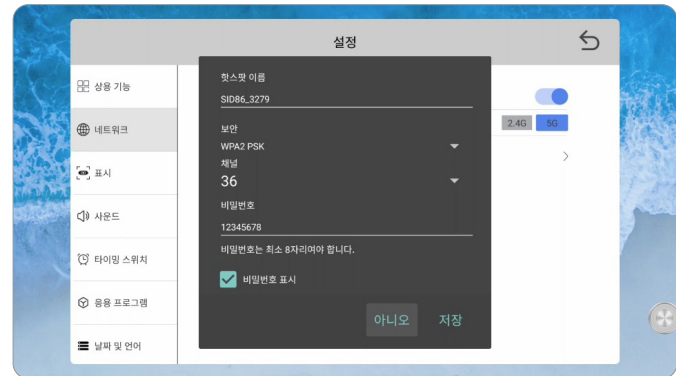 설정
상용 기능
네트워크
표시
사운드
타이밍 스위치
응용 프로그램
날짜 및 언어
2.4G 5G
핫스팟 이름
SID86_3279
보안
WPA2 PSK
채널
36
비밀번호
12345678
비밀번호는 최소 8자리여야 합니다.
비밀번호 표시
아니오 저장